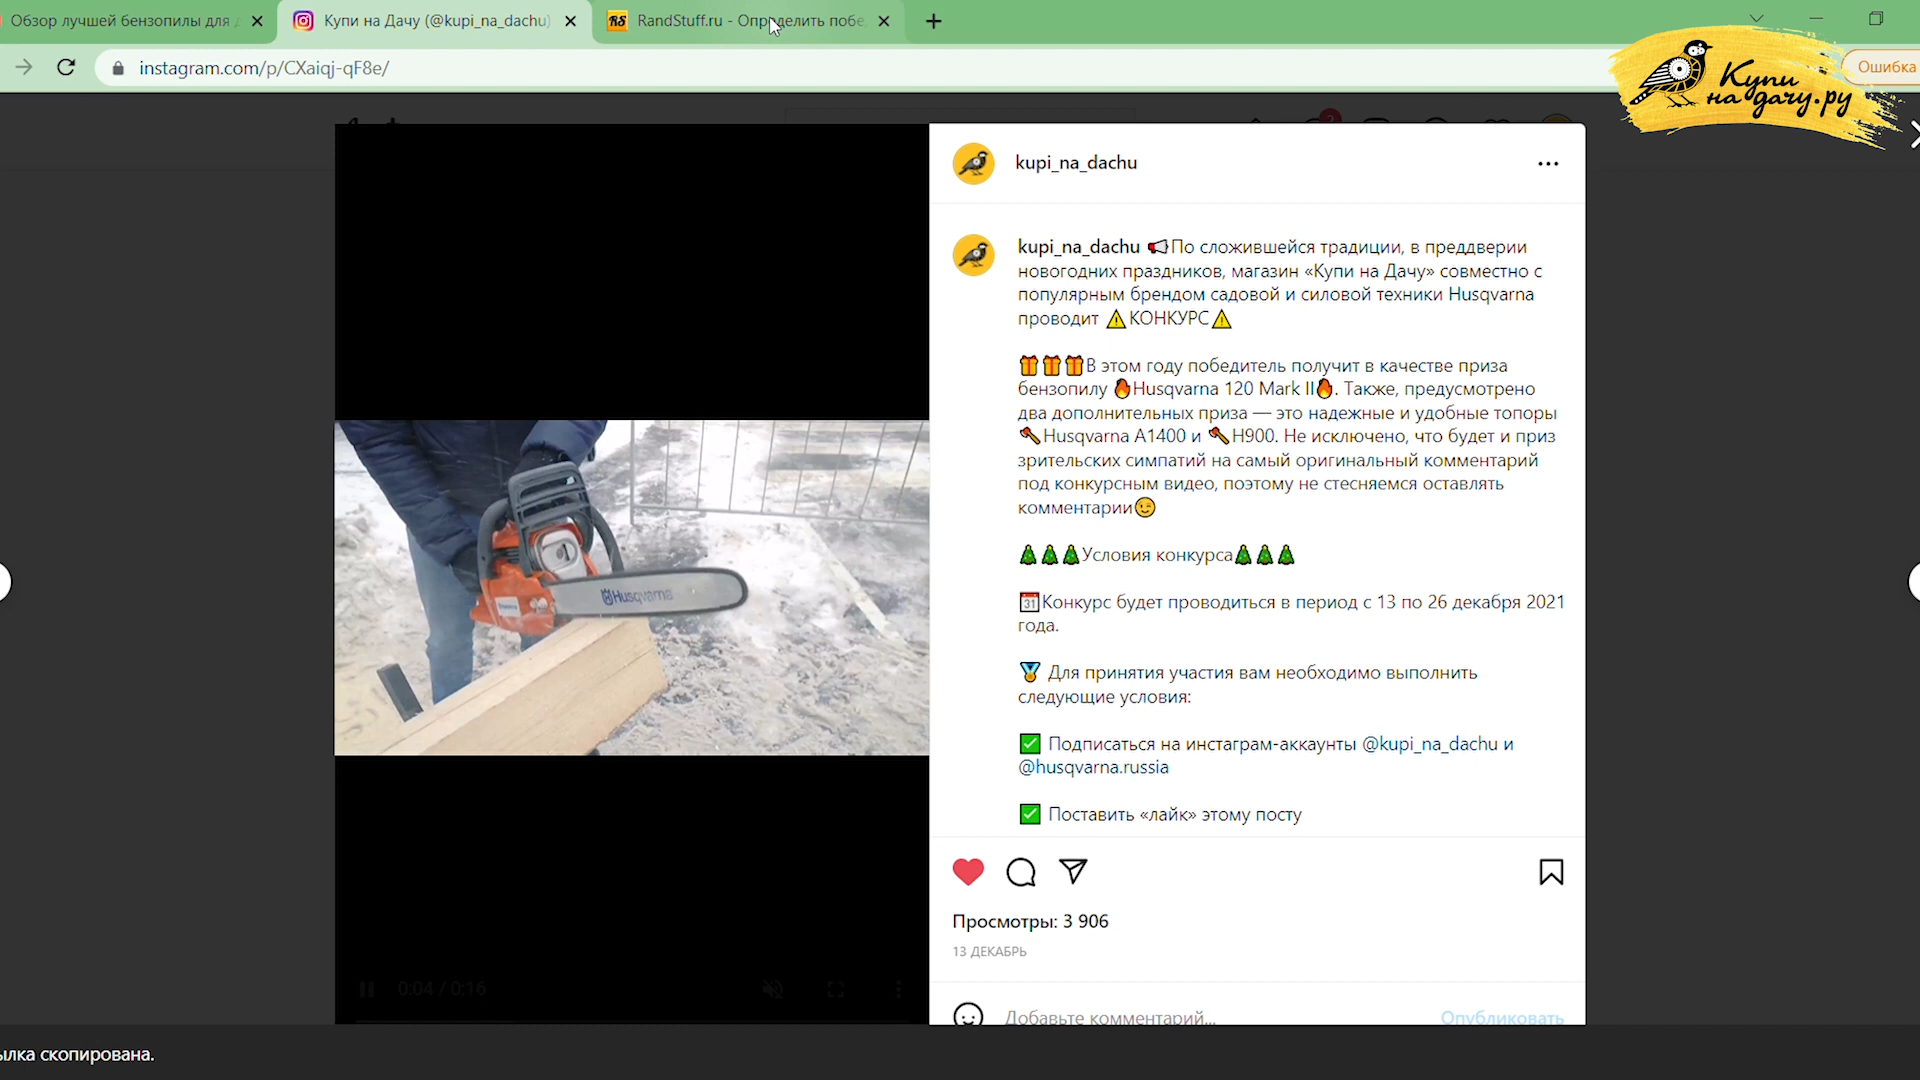 Обзор лучшей бензопилы для
Купи на Дачу (@kupi_na_dachu)
RS RandStuff.ru - Определить побе
instagram.com/p/CXaiqj-qF8e/
Ошибка
Купи
на дачу.ру
2
kupi_na_dachu
kupi_na_dachu 📢По сложившейся традиции, в преддверии
новогодних праздников, магазин «Купи на Дачу» совместно с
популярным брендом садовой и силовой техники Husqvarna
проводит ⚠КОНКУРС⚠
🎁🎁🎁В этом году победитель получит в качестве приза
бензопилу 🔥Husqvarna 120 Mark II🔥. Также, предусмотрено
два дополнительных приза — это надежные и удобные топоры
🪓Husqvarna A1400 и 🪓H900. Не исключено, что будет и приз
зрительских симпатий на самый оригинальный комментарий
под конкурсным видео, поэтому не стесняемся оставлять
комментарии😉
🎄🎄🎄Условия конкурса🎄🎄🎄
📅Конкурс будет проводиться в период с 13 по 26 декабря 2021
года.
🏅 Для принятия участия вам необходимо выполнить
следующие условия:
✅ Подписаться на инстаграм-аккаунты @kupi_na_dachu и
@husqvarna.russia
✅ Поставить «лайк» этому посту
Husqvarna
Просмотры: 3 906
13 ДЕКАБРЬ
0:04 / 0:16
Добавьте комментарий...
Опубликовать
ылка скопирована.